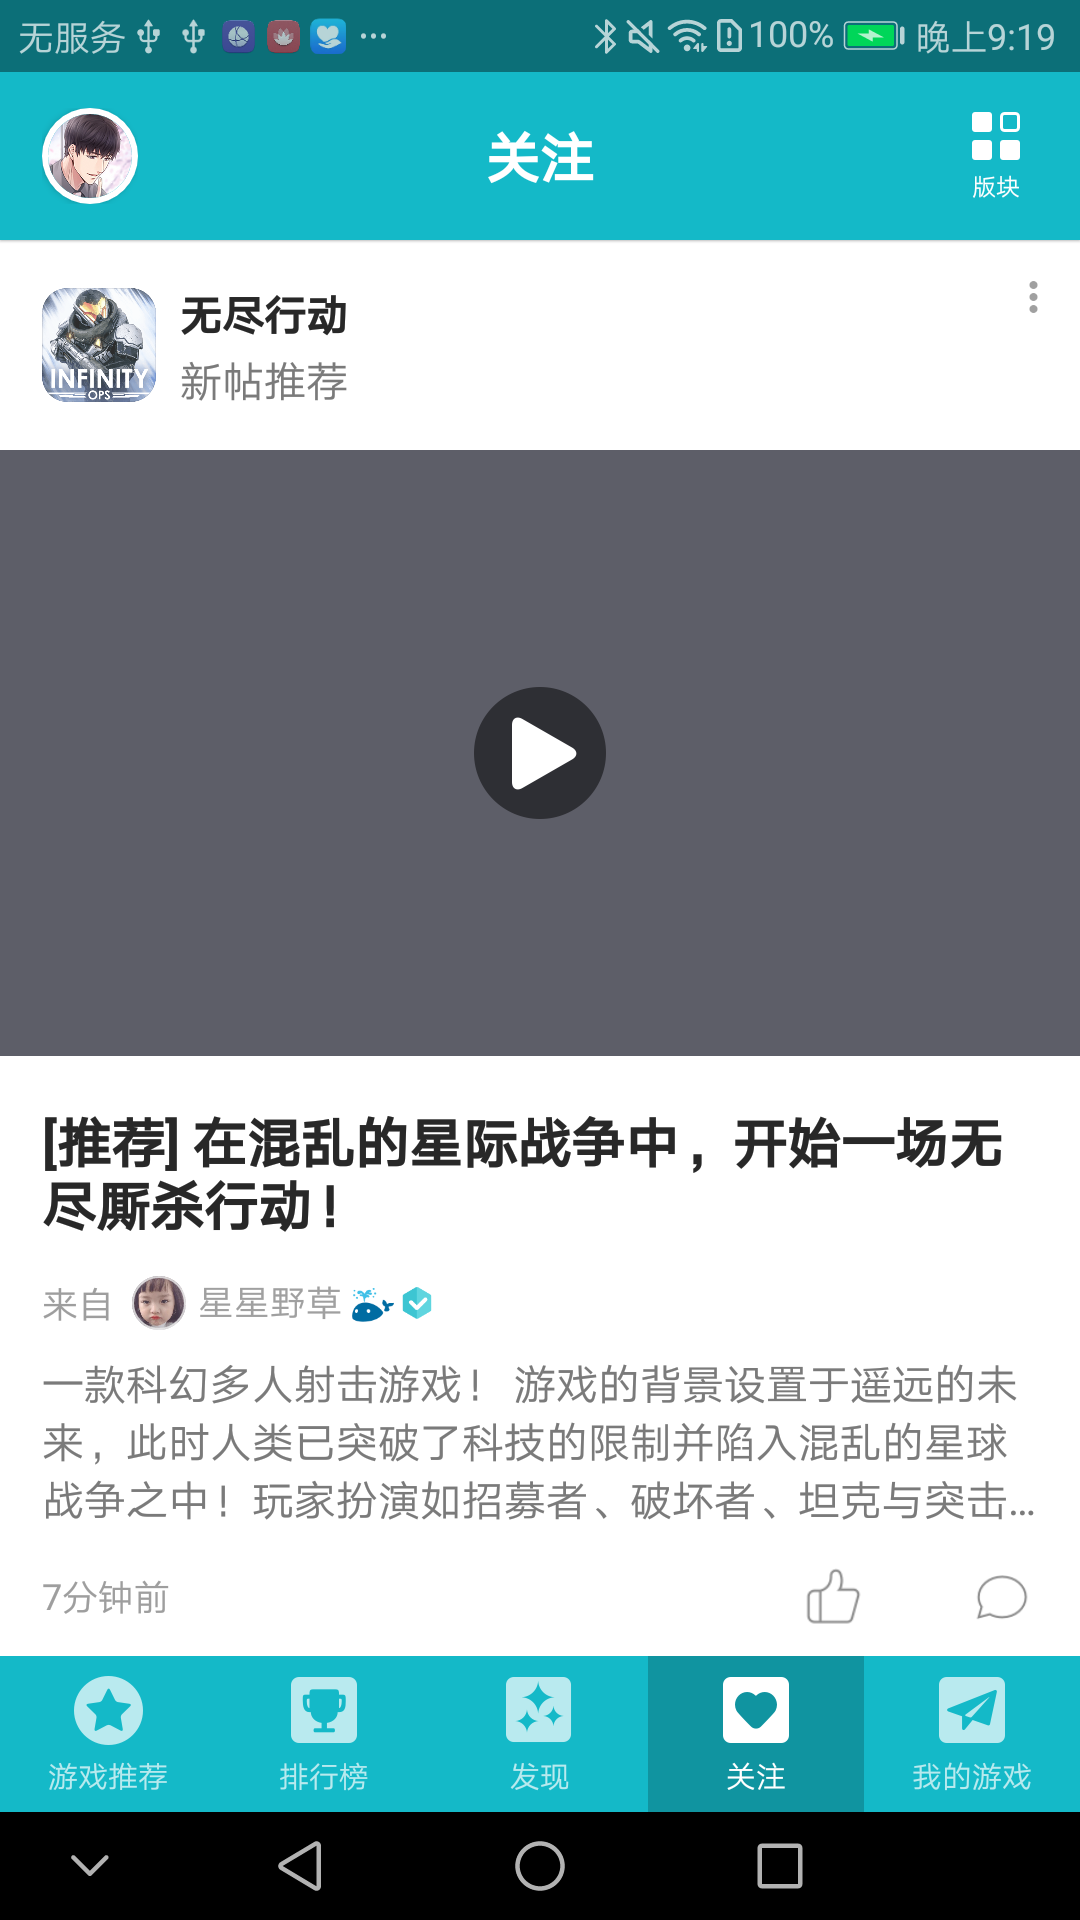 无服务
100%
晚上9:19
关注
版块
无尽行动
新帖推荐
INFINITY
OPS
[推荐] 在混乱的星际战争中，开始一场无
尽厮杀行动！
来自 星星野草
一款科幻多人射击游戏！ 游戏的背景设置于遥远的未
来，此时人类已突破了科技的限制并陷入混乱的星球
战争之中！玩家扮演如招募者、破坏者、坦克与突击...
7分钟前
游戏推荐
排行榜
发现
关注
我的游戏